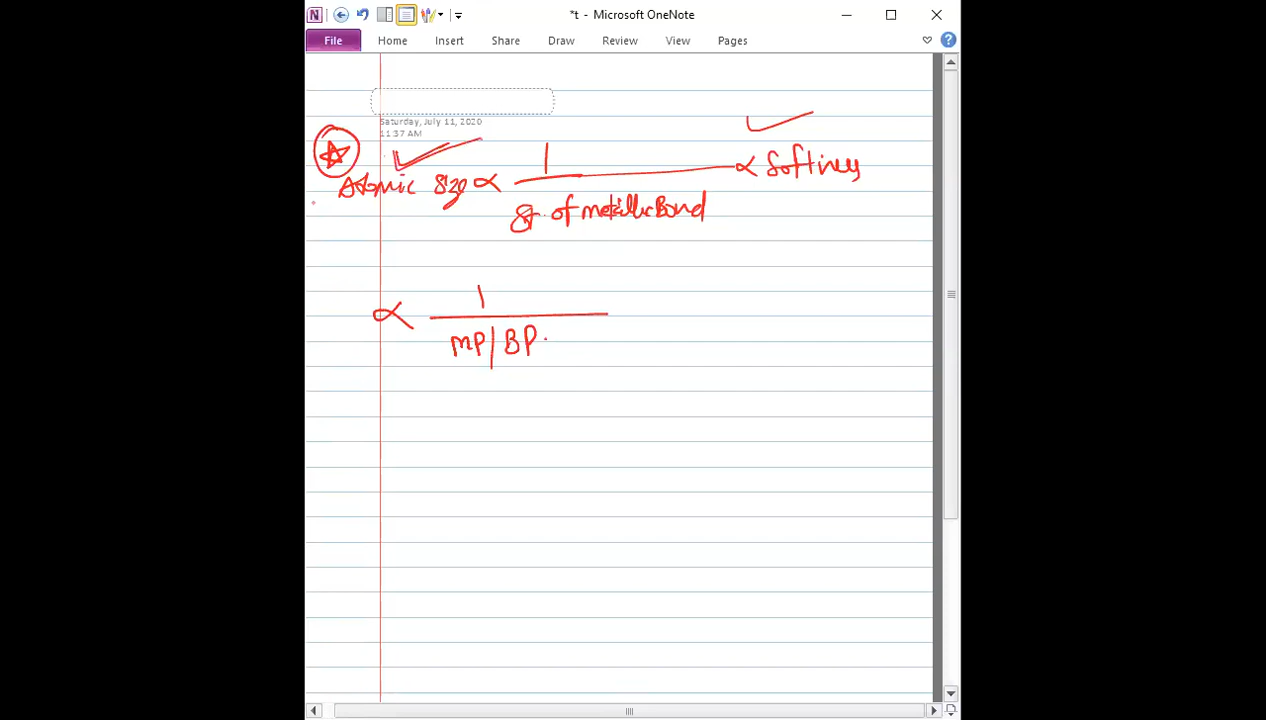 *t - Microsoft OneNote
File Home Insert Share Draw Review View Pages
Saturday, July 11, 2020
11:37 AM
Atomic Size ∝ 1 ∝ Softness
St. of metallic Bond
∝ 1
MP | BP.